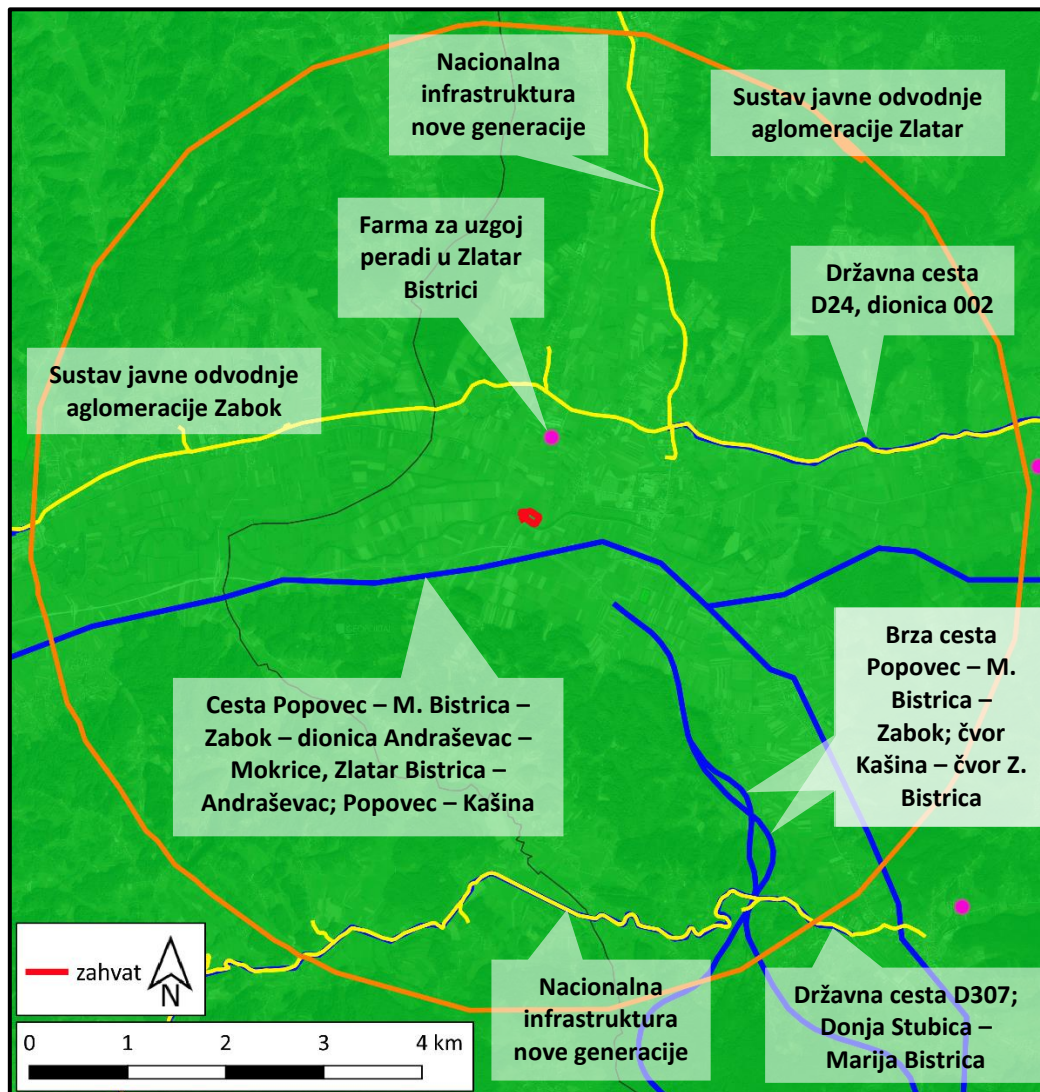 Nacionalna
infrastruktura
nove generacije
Sustav javne odvodnje
aglomeracije Zlatar
Farma za uzgoj
peradi u Zlatar
Bistrici
Državna cesta
D24, dionica 002
Sustav javne odvodnje
aglomeracije Zabok
Brza cesta
Popovec – M.
Bistrica –
Zabok; čvor
Kašina – čvor Z.
Bistrica
Cesta Popovec – M. Bistrica –
Zabok – dionica Andraševac –
Mokrice, Zlatar Bistrica –
Andraševac; Popovec – Kašina
zahvat
N
Nacionalna
infrastruktura
nove generacije
Državna cesta D307;
Donja Stubica –
Marija Bistrica
0 1 2 3 4 km